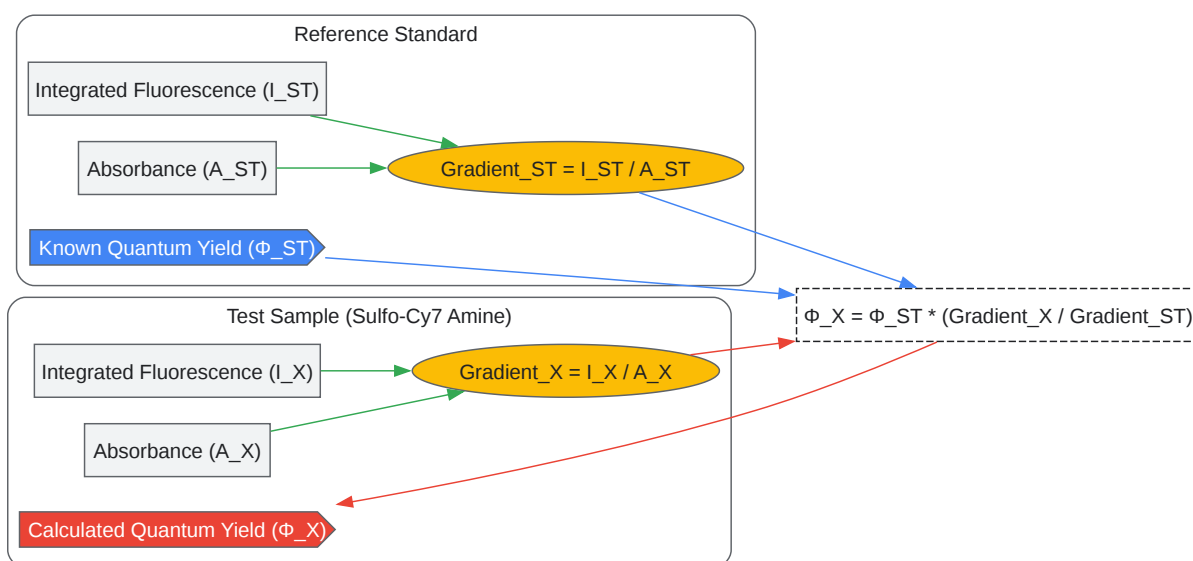 Reference Standard
Integrated Fluorescence (I_ST)
Absorbance (A_ST)
Gradient_ST = I_ST / A_ST
Known Quantum Yield (Φ_ST)
Φ_X = Φ_ST * (Gradient_X / Gradient_ST)
Test Sample (Sulfo-Cy7 Amine)
Integrated Fluorescence (I_X)
Gradient_X = I_X / A_X
Absorbance (A_X)
Calculated Quantum Yield (Φ_X)